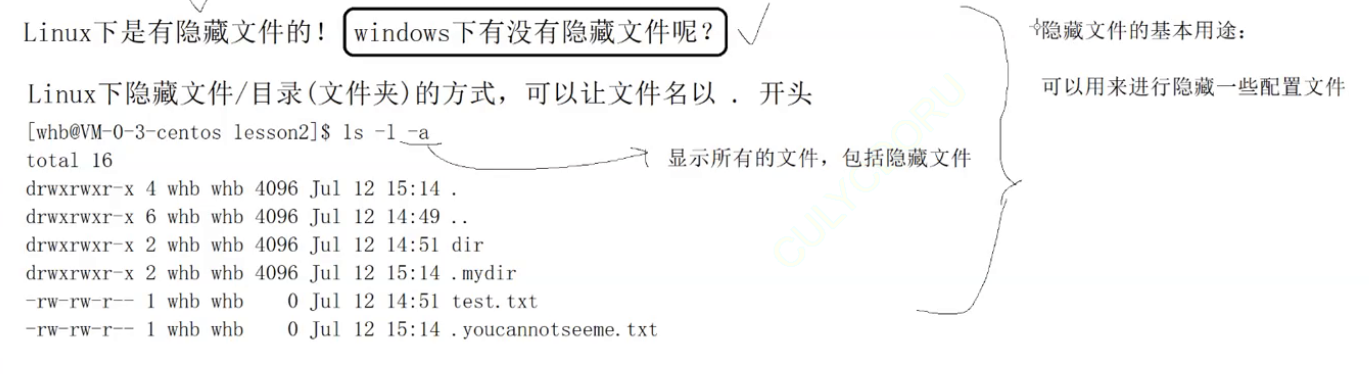 Linux下是有隐藏文件的！ windows下有没有隐藏文件呢？
Linux下隐藏文件/目录(文件夹)的方式，可以让文件名以 . 开头
[whb@VM-0-3-centos lesson2]$ ls -l -a
total 16
drwxrwxr-x 4 whb whb 4096 Jul 12 15:14 .
drwxrwxr-x 6 whb whb 4096 Jul 12 14:49 ..
drwxrwxr-x 2 whb whb 4096 Jul 12 14:51 dir
drwxrwxr-x 2 whb whb 4096 Jul 12 15:14 .mydir
-rw-rw-r-- 1 whb whb    0 Jul 12 14:51 test.txt
-rw-rw-r-- 1 whb whb    0 Jul 12 15:14 .youcannotseeme.txt
显示所有的文件，包括隐藏文件
隐藏文件的基本用途：
可以用来进行隐藏一些配置文件